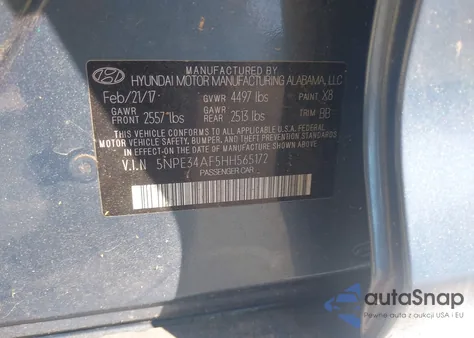 MANUFACTURED BY
HYUNDAI MOTOR MANUFACTURING ALABAMA, LLC
Feb/21/17 GVWR 4497 lbs PAINT X8
GAWR FRONT 2557 lbs GAWR REAR 2513 lbs TRIM BB
THIS VEHICLE CONFORMS TO ALL APPLICABLE U.S.A. FEDERAL
MOTOR VEHICLE SAFETY, BUMPER, AND THEFT PREVENTION STANDARDS
IN EFFECT ON THE DATE OF MANUFACTURE SHOWN ABOVE.
V.I.N 5NPE34AF5HH565172
PASSENGER CAR
autaSnap
Pewne auto z aukcji USA i EU